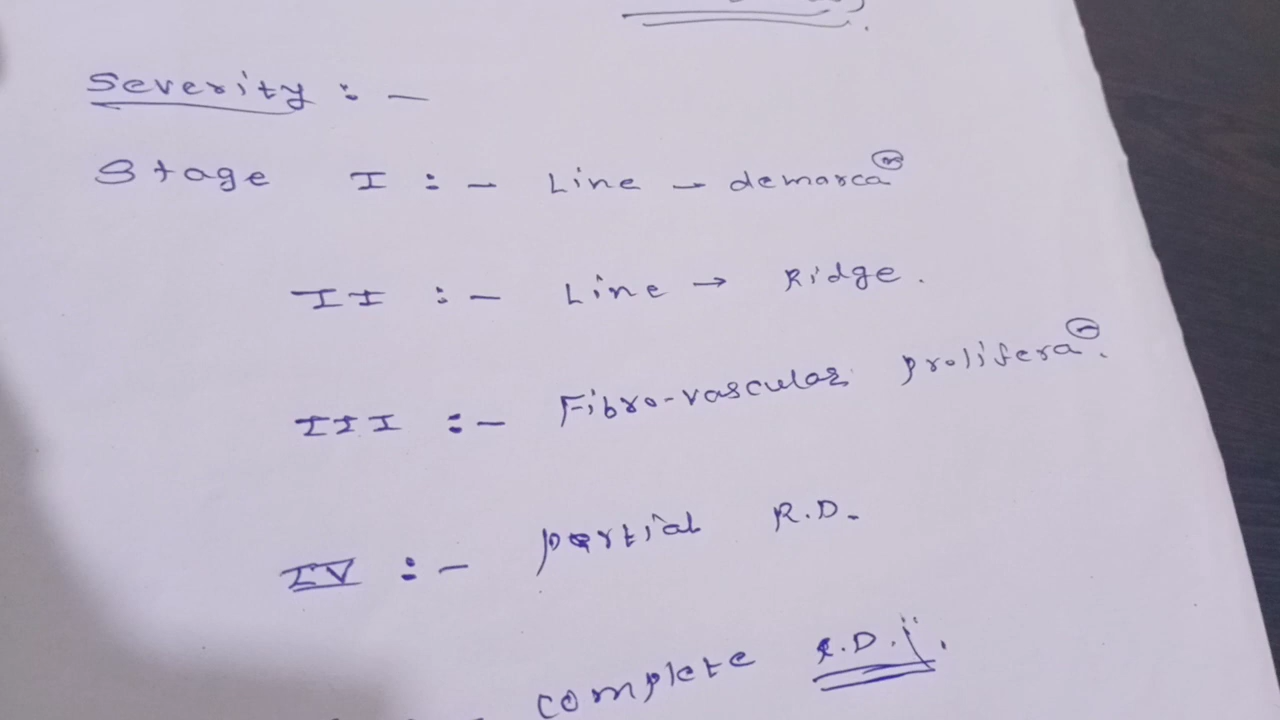 Severity :-
Stage I :- Line - demarca⁽ⁿ⁾
II :- Line → Ridge.
III :- Fibro-vascular prolifera⁽ⁿ⁾.
IV :- partial R.D.
complete R.D.